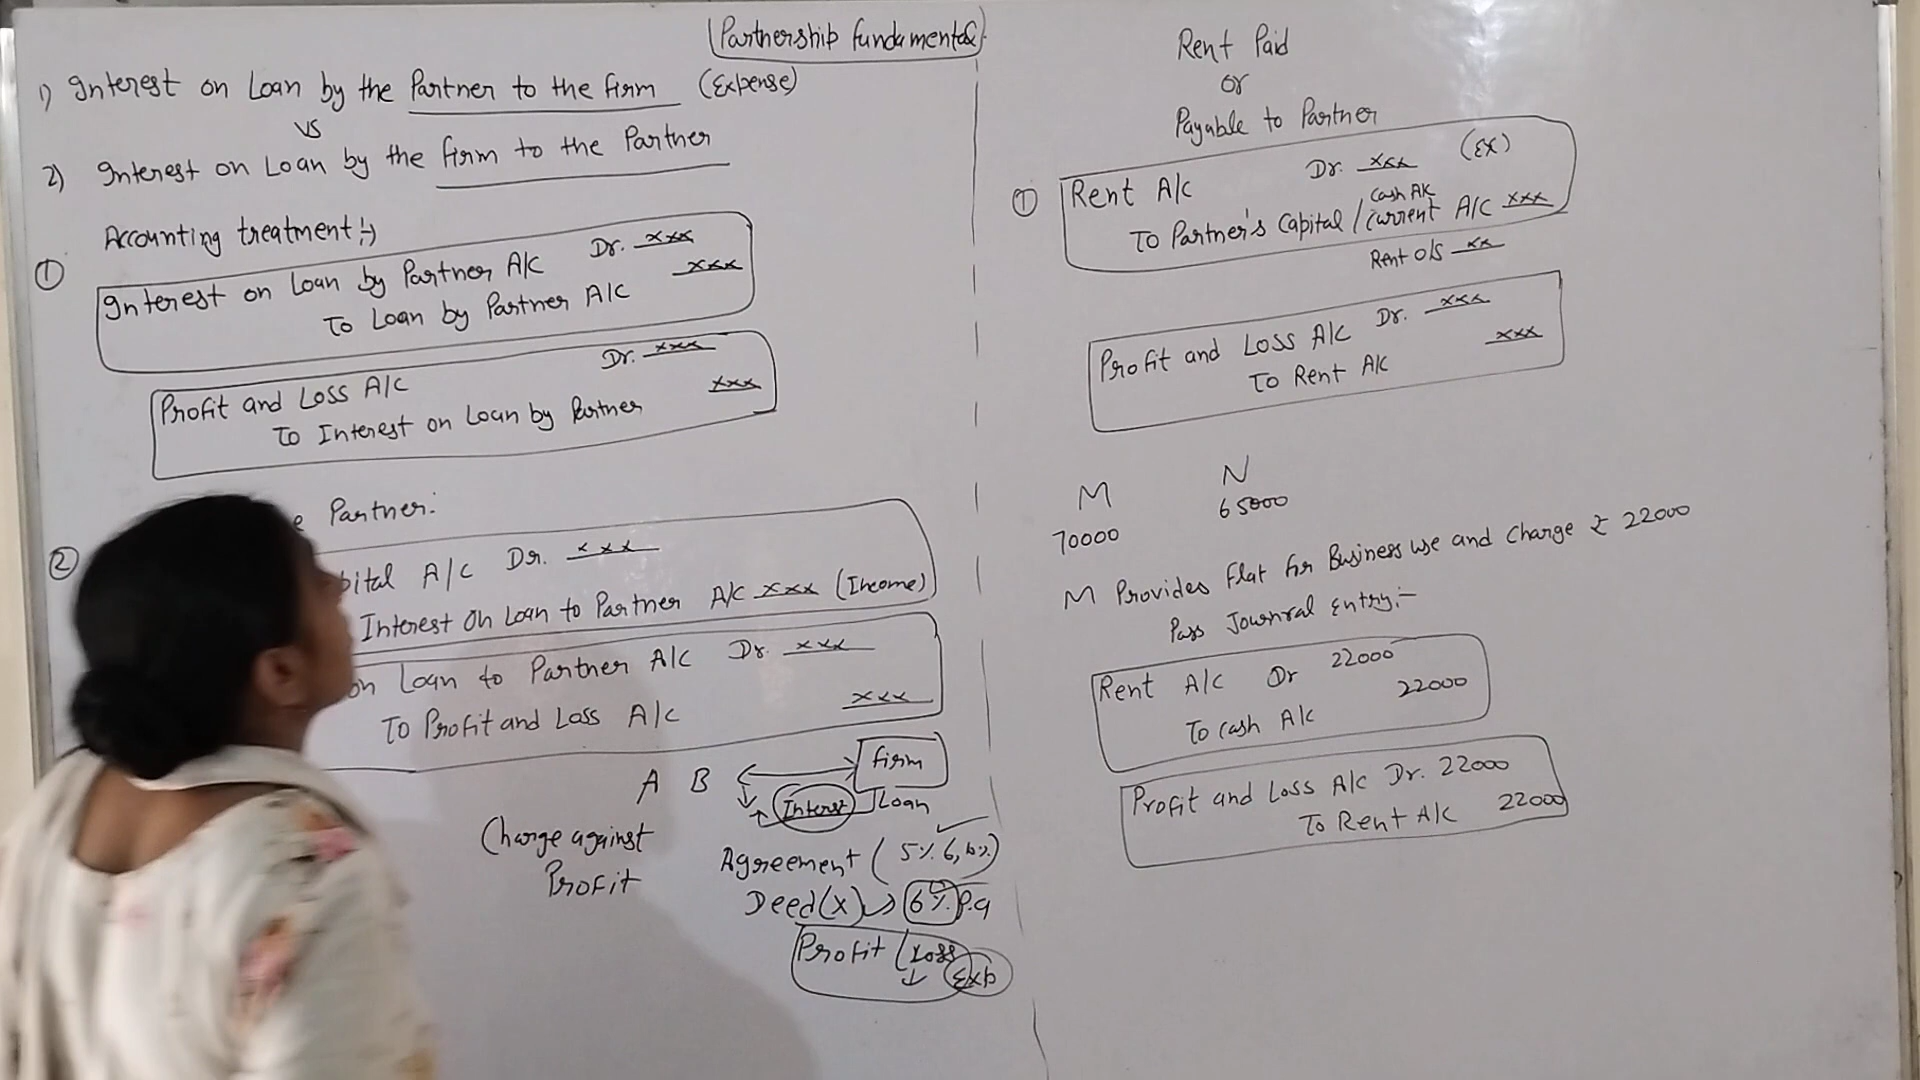 Partnership fundamental
1) Interest on Loan by the Partner to the firm (Expense)
vs
2) Interest on Loan by the firm to the Partner
Accounting treatment:-)
① Interest on Loan by Partner A/c Dr. xxx
To Loan by Partner A/c xxx
Profit and Loss A/c Dr. xxx
To Interest on Loan by Partner xxx
② e Partner:
pital A/c Dr. xxx
Interest on Loan to Partner A/c xxx (Income)
on Loan to Partner A/c Dr. xxx
To Profit and Loss A/c xxx
A B firm
Interst Loan
Charge against
Profit
Agreement ( 5%, 6, %)
Deed(x) 6% P.a
Profit (Loss
Exp
Rent Paid
or
Payable to Partner
① Rent A/c Dr. xxx (Ex)
Cash A/c
To Partner's Capital / Current A/c xxx
Rent O/S xx
Profit and Loss A/c Dr. xxx
To Rent A/c xxx
M N
70000 65000
M Provides flat for Business use and charge ₹ 22000
Pass Jounral entry:-
Rent A/c Dr 22000
To cash A/c 22000
Profit and Loss A/c Dr. 22000
To Rent A/c 22000